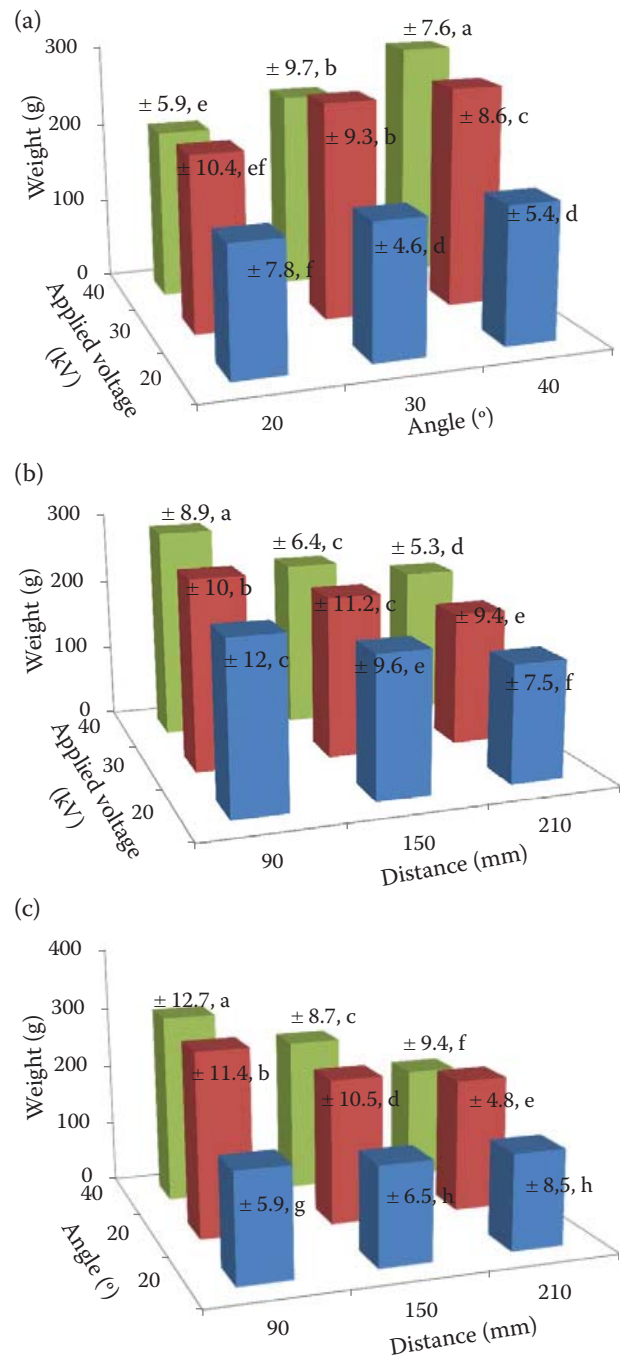 (a)
300
200
100
0
Weight (g)
± 5.9, e
± 9.7, b
± 7.6, a
± 10.4, ef
± 9.3, b
± 8.6, c
± 7.8, f
± 4.6, d
± 5.4, d
40
30
20
Applied voltage
(kV)
20
30
40
Angle (º)
(b)
300
200
100
0
Weight (g)
± 8.9, a
± 6.4, c
± 5.3, d
± 10, b
± 11.2, c
± 9.4, e
± 12, c
± 9.6, e
± 7.5, f
40
30
20
Applied voltage
(kV)
90
150
210
Distance (mm)
(c)
400
300
200
100
0
Weight (g)
± 12.7, a
± 8.7, c
± 9.4, f
± 11.4, b
± 10.5, d
± 4.8, e
± 5.9, g
± 6.5, h
± 8,5, h
40
20
20
Angle (º)
90
150
210
Distance (mm)